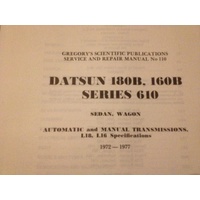 GREGORY'S SCIENTIFIC PUBLICATIONS
SERVICE AND REPAIR MANUAL No 116
DATSUN 180B, 160B
SERIES 610
SEDAN, WAGON
AUTOMATIC and MANUAL TRANSMISSIONS.
L18, L16 Specifications
1972 — 1977